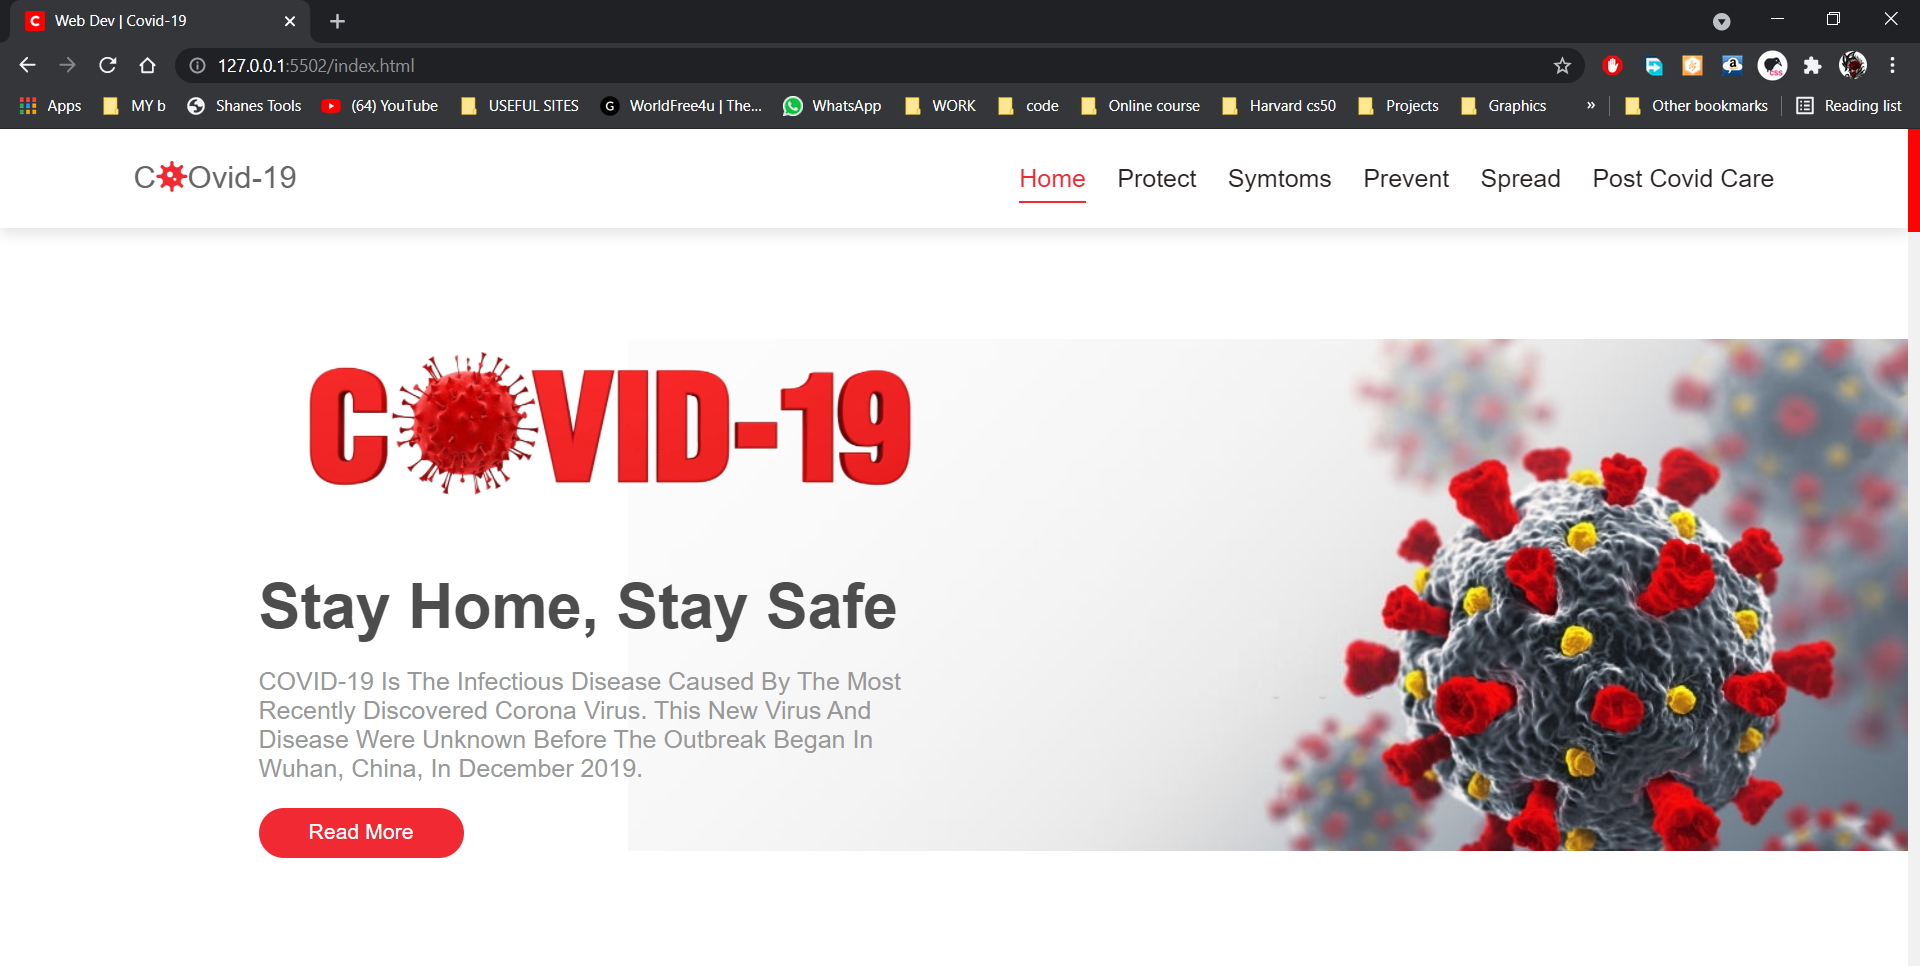 C
Web Dev | Covid-19
127.0.0.1:5502/index.html
Apps MY b Shanes Tools (64) YouTube USEFUL SITES G WorldFree4u | The... WhatsApp WORK code Online course Harvard cs50 Projects Graphics » Other bookmarks Reading list
C Ovid-19
Home Protect Symtoms Prevent Spread Post Covid Care
COVID-19
Stay Home, Stay Safe
COVID-19 Is The Infectious Disease Caused By The Most
Recently Discovered Corona Virus. This New Virus And
Disease Were Unknown Before The Outbreak Began In
Wuhan, China, In December 2019.
Read More